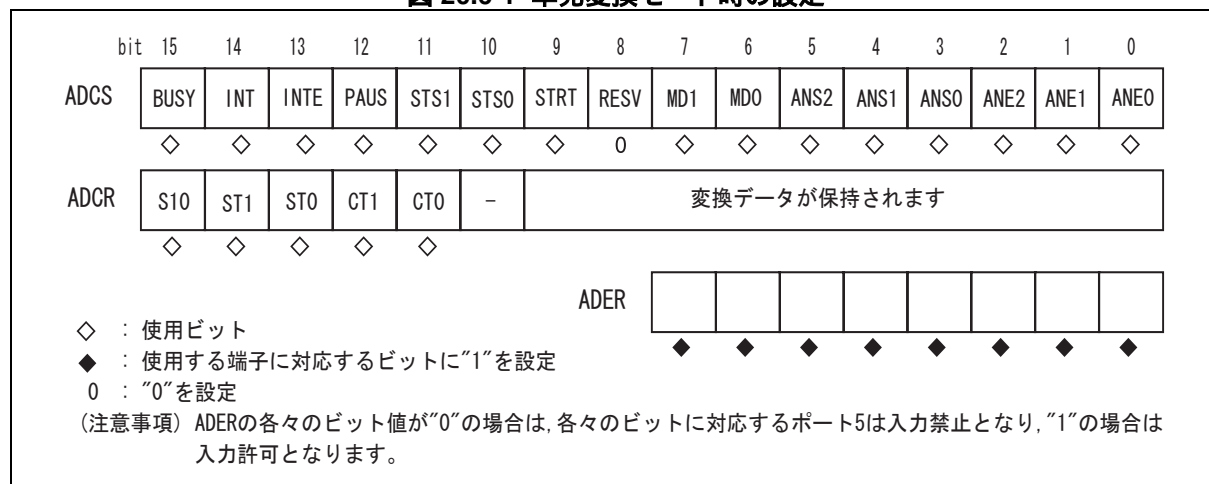 bit 15 14 13 12 11 10 9 8 7 6 5 4 3 2 1 0
ADCS BUSY INT INTE PAUS STS1 STS0 STRT RESV MD1 MD0 ANS2 ANS1 ANS0 ANE2 ANE1 ANE0
◇ ◇ ◇ ◇ ◇ ◇ ◇ 0 ◇ ◇ ◇ ◇ ◇ ◇ ◇ ◇
ADCR S10 ST1 ST0 CT1 CT0 - 変換データが保持されます
◇ ◇ ◇ ◇ ◇
ADER
◆ ◆ ◆ ◆ ◆ ◆ ◆ ◆
◇ : 使用ビット
◆ : 使用する端子に対応するビットに"1"を設定
0 : "0"を設定
(注意事項) ADERの各々のビット値が"0"の場合は,各々のビットに対応するポート5は入力禁止となり,"1"の場合は
入力許可となります。